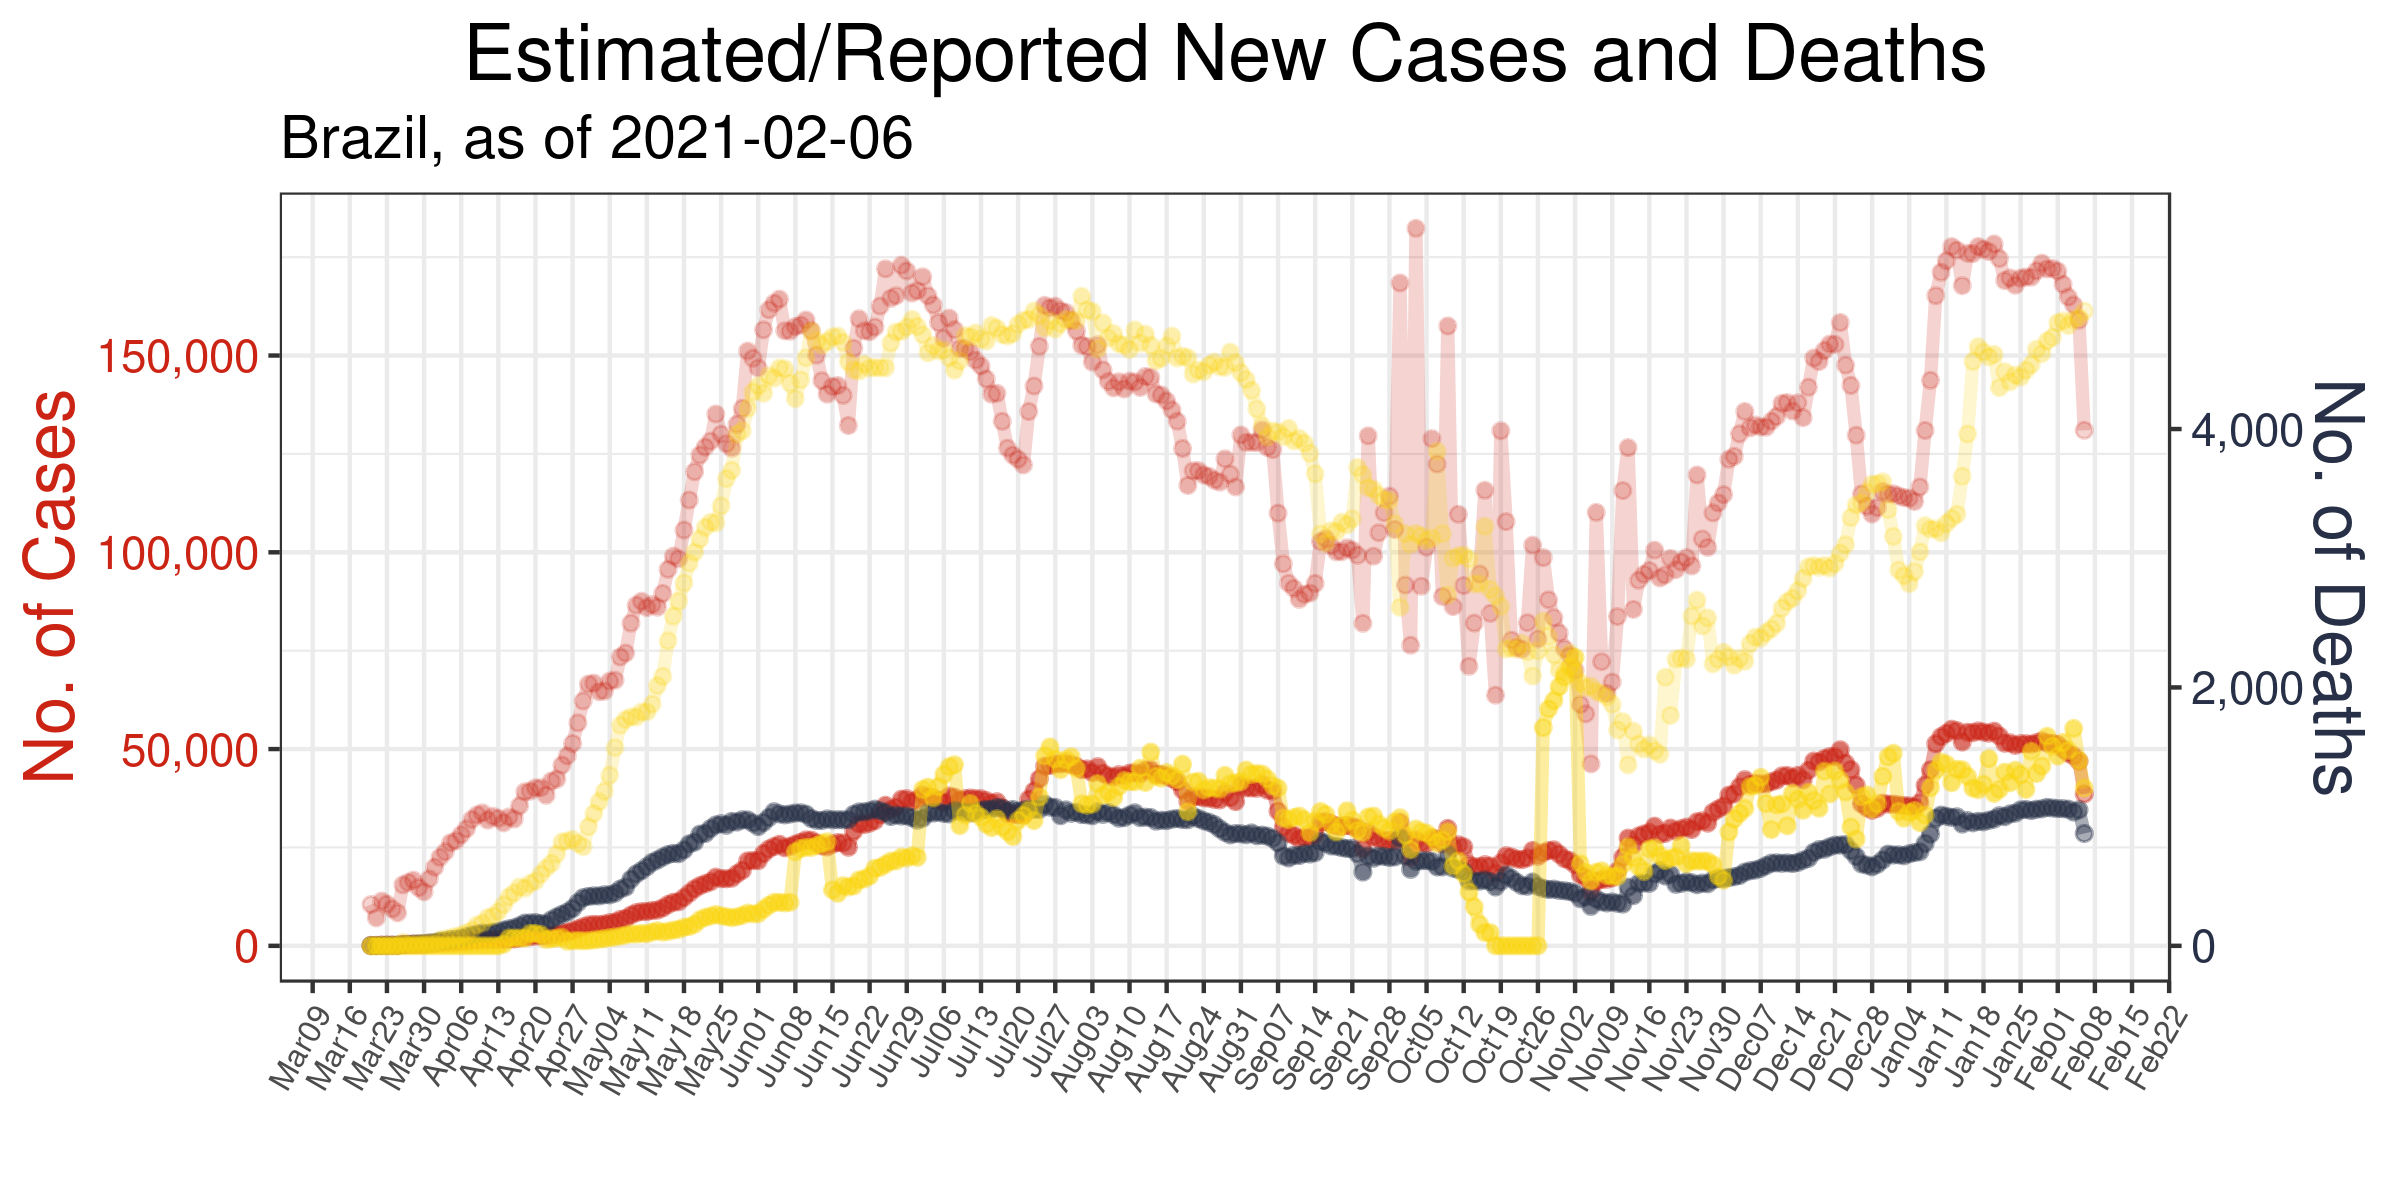 Estimated/Reported New Cases and Deaths
Brazil, as of 2021-02-06
No. of Cases
150,000
100,000
50,000
0
4,000
2,000
0
No. of Deaths
Mar09
Mar16
Mar23
Mar30
Apr06
Apr13
Apr20
Apr27
May04
May11
May18
May25
Jun01
Jun08
Jun15
Jun22
Jun29
Jul06
Jul13
Jul20
Jul27
Aug03
Aug10
Aug17
Aug24
Aug31
Sep07
Sep14
Sep21
Sep28
Oct05
Oct12
Oct19
Oct26
Nov02
Nov09
Nov16
Nov23
Nov30
Dec07
Dec14
Dec21
Dec28
Jan04
Jan11
Jan18
Jan25
Feb01
Feb08
Feb15
Feb22